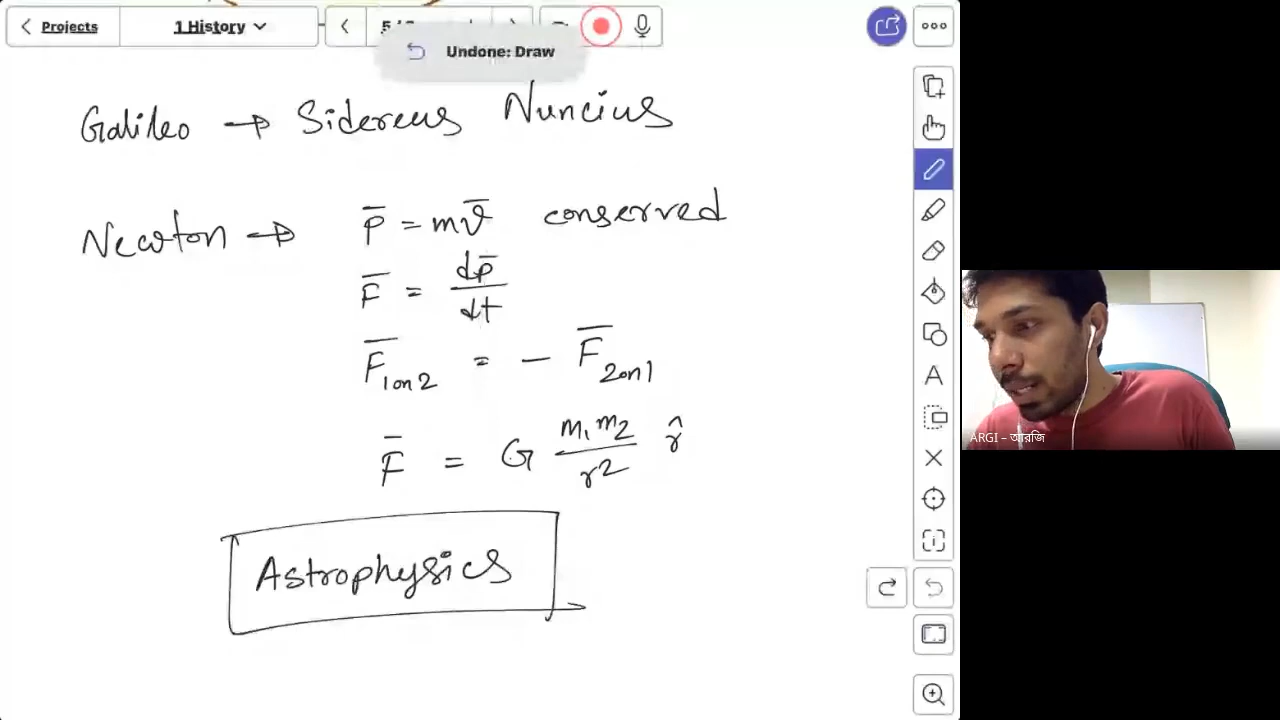 Projects
1 History
Undone: Draw
Galileo → Sidereus Nuncius
Newton → p̅ = mv̅ conserved
F̅ = dp̅/dt
F̅ 1on2 = − F̅ 2on1
F̅ = G m₁m₂/r² r̂
Astrophysics
A
ARGI – আরজি